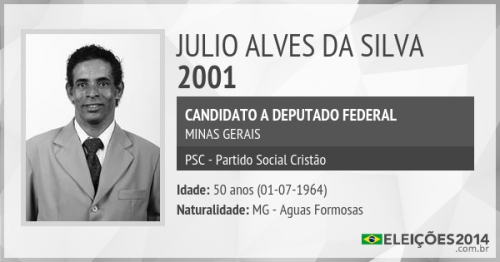 JULIO ALVES DA SILVA
2001
CANDIDATO A DEPUTADO FEDERAL
MINAS GERAIS
PSC - Partido Social Cristão
Idade: 50 anos (01-07-1964)
Naturalidade: MG - Aguas Formosas
ELEIÇÕES2014
.com.br